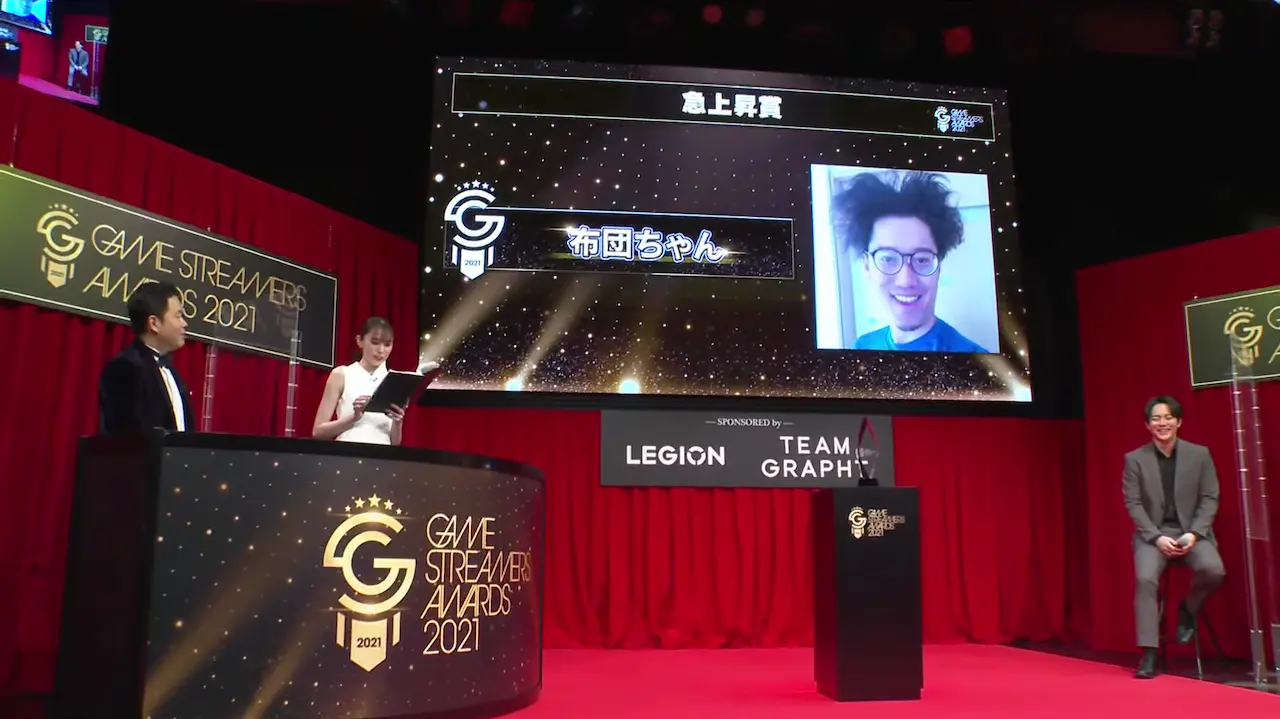 急上昇賞
GAME
STREAMERS
AWARDS
2021
布団ちゃん
2021
GAME STREAMERS
AWARDS 2021
2021
SPONSORED by
LEGION
TEAM
GRAPHT
GAME
STREAMERS
AWARDS
2021
GAME
STREAMERS
AWARDS
2021
2021